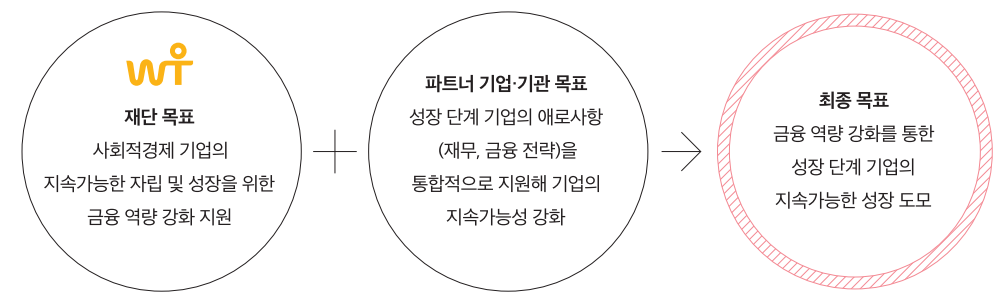 재단 목표
사회적경제 기업의
지속가능한 자립 및 성장을 위한
금융 역량 강화 지원
파트너 기업·기관 목표
성장 단계 기업의 애로사항
(재무, 금융 전략)을
통합적으로 지원해 기업의
지속가능성 강화
최종 목표
금융 역량 강화를 통한
성장 단계 기업의
지속가능한 성장 도모